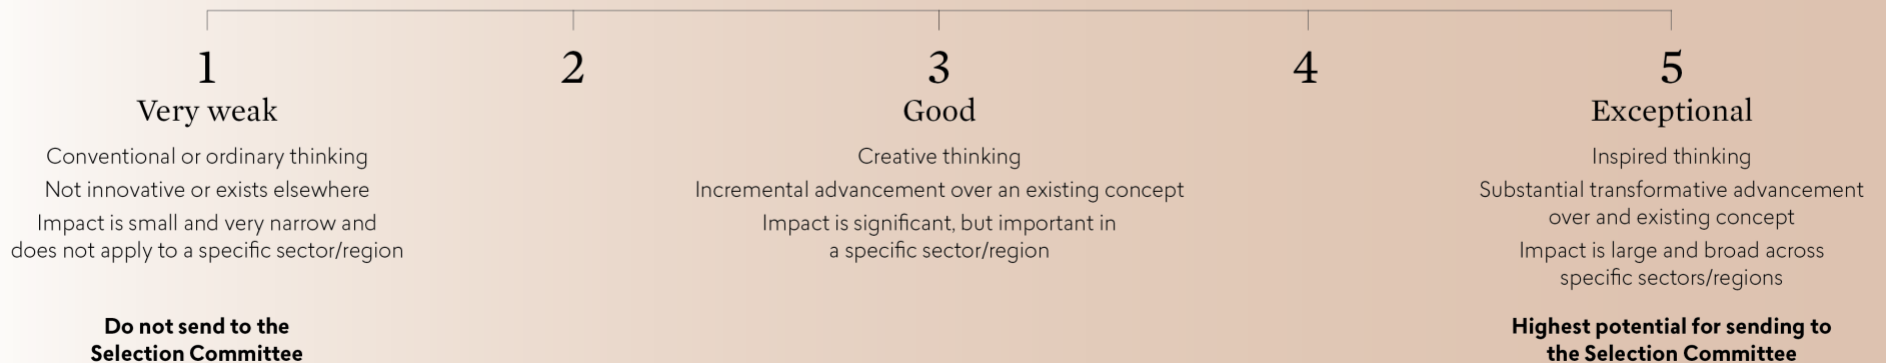 1
Very weak
Conventional or ordinary thinking
Not innovative or exists elsewhere
Impact is small and very narrow and
does not apply to a specific sector/region
Do not send to the
Selection Committee
2
3
Good
Creative thinking
Incremental advancement over an existing concept
Impact is significant, but important in
a specific sector/region
4
5
Exceptional
Inspired thinking
Substantial transformative advancement
over and existing concept
Impact is large and broad across
specific sectors/regions
Highest potential for sending to
the Selection Committee